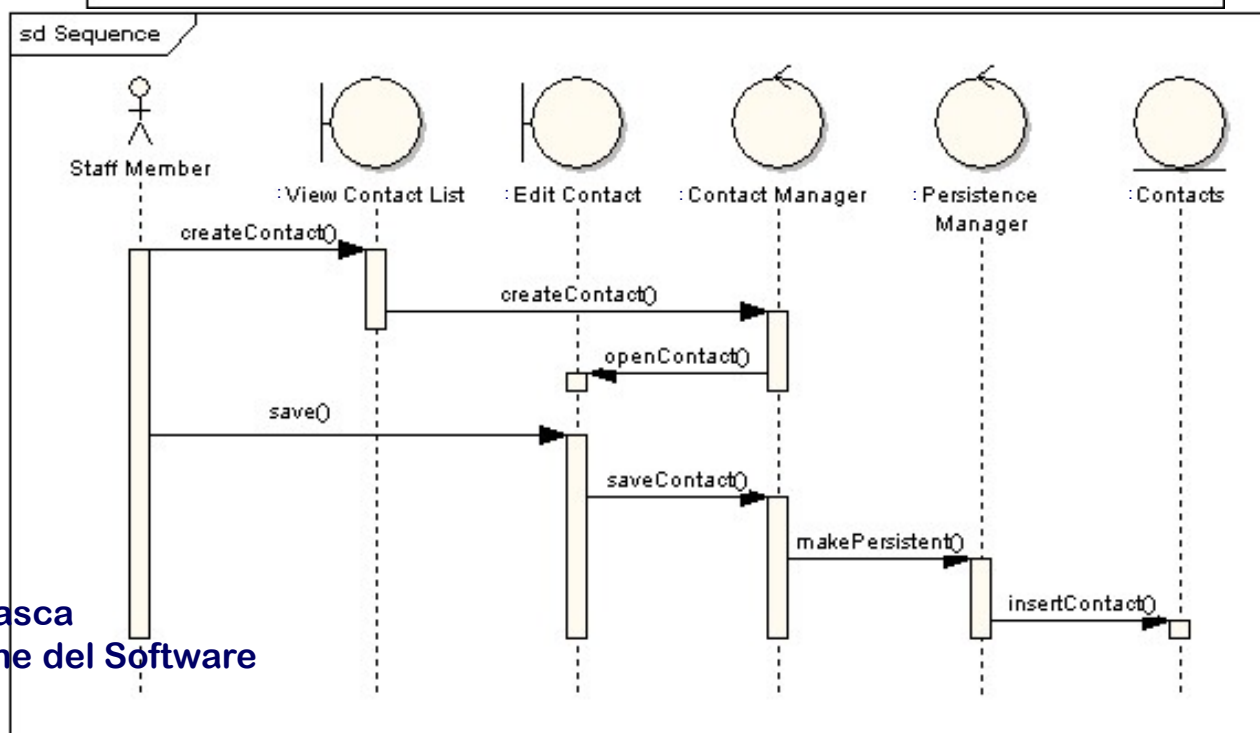 sd Sequence
Staff Member
:View Contact List
:Edit Contact
:Contact Manager
:Persistence
Manager
:Contacts
createContact()
createContact()
openContact()
save()
saveContact()
makePersistent()
insertContact()
asca
ne del Software